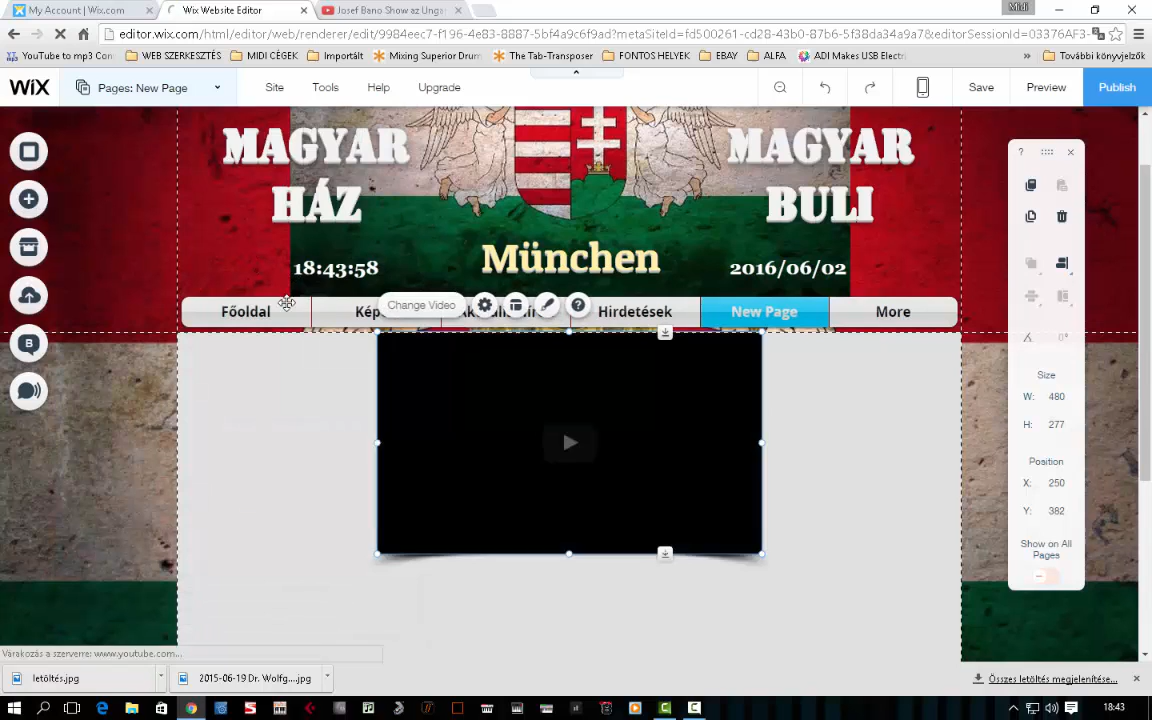 My Account | Wix.com
Wix Website Editor
Josef Bano Show az Unga
Midi
editor.wix.com/html/editor/web/renderer/edit/9984eec7-f196-4e83-8887-5bf4a9c6f9ad?metaSiteId=fd500261-cd28-43b0-87b6-5f38da34a9a7&editorSessionId=03376AF3-
YouTube to mp3 Con
WEB SZERKESZTÉS
MIDI CÉGEK
Importált
Mixing Superior Drum
The Tab-Transposer
FONTOS HELYEK
EBAY
ALFA
ADI Makes USB Electri
»
További könyvjelzők
WiX
Pages: New Page
Site
Tools
Help
Upgrade
Save
Preview
Publish
MAGYAR
HÁZ
MAGYAR
BULI
18:43:58
München
2016/06/02
Change Video
Főoldal
Hirdetések
New Page
More
?
0°
Size
W: 480
H: 277
Position
X: 250
Y: 382
Show on All
Pages
B
Várakozás a szerverre: www.youtube.com...
letöltés.jpg
2015-06-19 Dr. Wolfg....jpg
Összes letöltés megjelenítése...
18:43